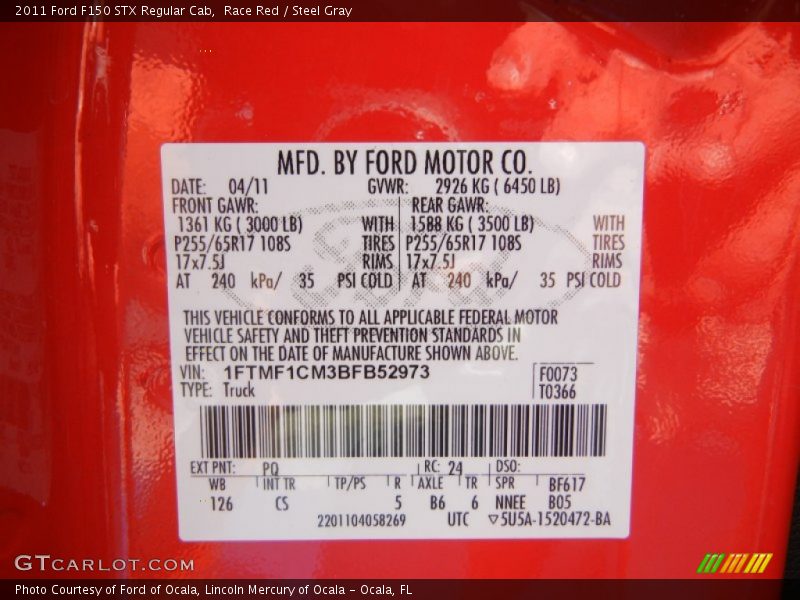 2011 Ford F150 STX Regular Cab,  Race Red / Steel Gray
MFD. BY FORD MOTOR CO.
DATE: 04/11 GVWR: 2926 KG ( 6450 LB)
FRONT GAWR: REAR GAWR:
1361 KG ( 3000 LB) WITH 1588 KG ( 3500 LB) WITH
P255/65R17 108S TIRES P255/65R17 108S TIRES
17x7.5J RIMS 17x7.5J RIMS
AT 240 kPa/ 35 PSI COLD AT 240 kPa/ 35 PSI COLD
THIS VEHICLE CONFORMS TO ALL APPLICABLE FEDERAL MOTOR
VEHICLE SAFETY AND THEFT PREVENTION STANDARDS IN
EFFECT ON THE DATE OF MANUFACTURE SHOWN ABOVE.
VIN: 1FTMF1CM3BFB52973 F0073
TYPE: Truck T0366
EXT PNT: PQ RC: 24 DSO:
WB INT TR TP/PS R AXLE TR SPR BF617
126 CS 5 B6 6 NNEE B05
2201104058269 UTC ▽5U5A-1520472-BA
GTCARLOT.COM
Photo Courtesy of Ford of Ocala, Lincoln Mercury of Ocala - Ocala, FL